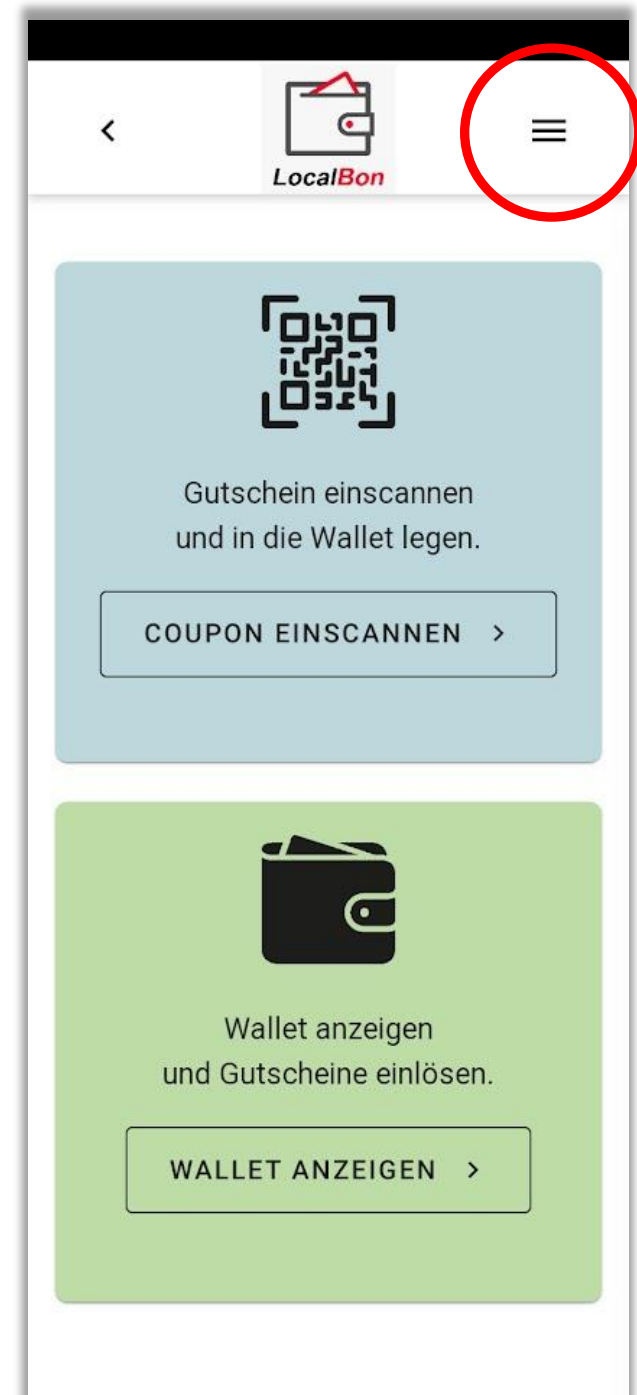 LocalBon
Gutschein einscannen
und in die Wallet legen.
COUPON EINSCANNEN
Wallet anzeigen
und Gutscheine einlösen.
WALLET ANZEIGEN